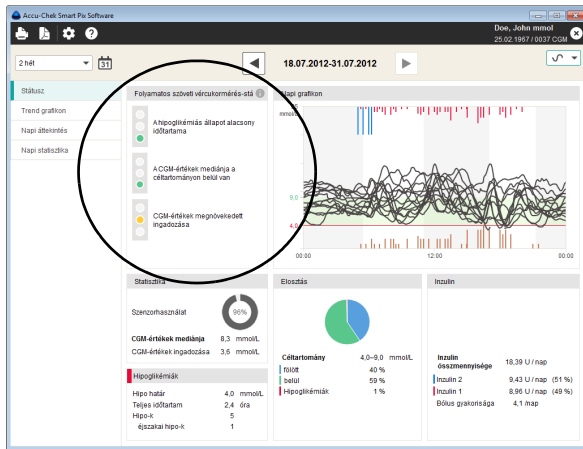 Accu-Chek Smart Pix Software
Doe, John mmol
25.02.1967 / 0037 CGM
2 hét
31
18.07.2012-31.07.2012
Státusz
Trend grafikon
Napi áttekintés
Napi statisztika
Folyamatos szöveti vércukormérés-stá
A hipoglikémiás állapot alacsony
időtartama
A CGM-értékek mediánja a
céltartományon belül van
CGM-értékek megnövekedett
ingadozása
Napi grafikon
mmol/L
9,0
4,0
00:00
12:00
00:00
Statisztika
Szenzorhasználat
96%
CGM-értékek mediánja 8,3 mmol/L
CGM-értékek ingadozása 3,6 mmol/L
Hipoglikémiák
Hipo határ 4,0 mmol/L
Teljes időtartam 2,4 óra
Hipo-k 5
éjszakai hipo-k 1
Elosztás
Céltartomány 4,0–9,0 mmol/L
fölött 40 %
belül 59 %
Hipoglikémiák 1 %
Inzulin
Inzulin
összmennyisége 18,39 U / nap
Inzulin 2 9,43 U / nap (51 %)
Inzulin 1 8,96 U / nap (49 %)
Bólus gyakorisága 4,1 /nap